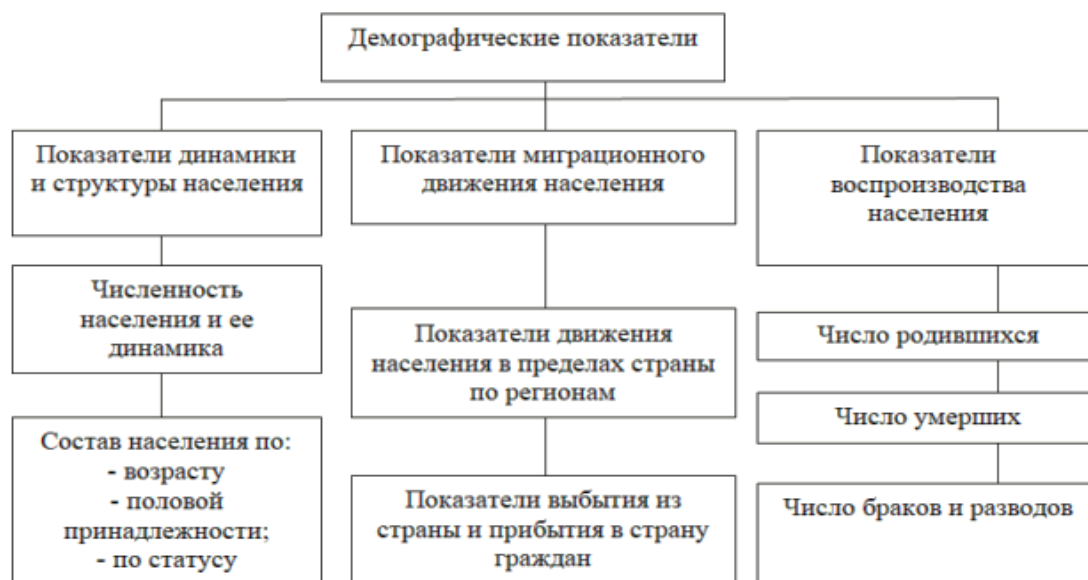 Демографические показатели
Показатели динамики
и структуры населения
Численность
населения и ее
динамика
Состав населения по:
- возрасту
- половой
принадлежности;
- по статусу
Показатели миграционного
движения населения
Показатели движения
населения в пределах страны
по регионам
Показатели выбытия из
страны и прибытия в страну
граждан
Показатели
воспроизводства
населения
Число родившихся
Число умерших
Число браков и разводов